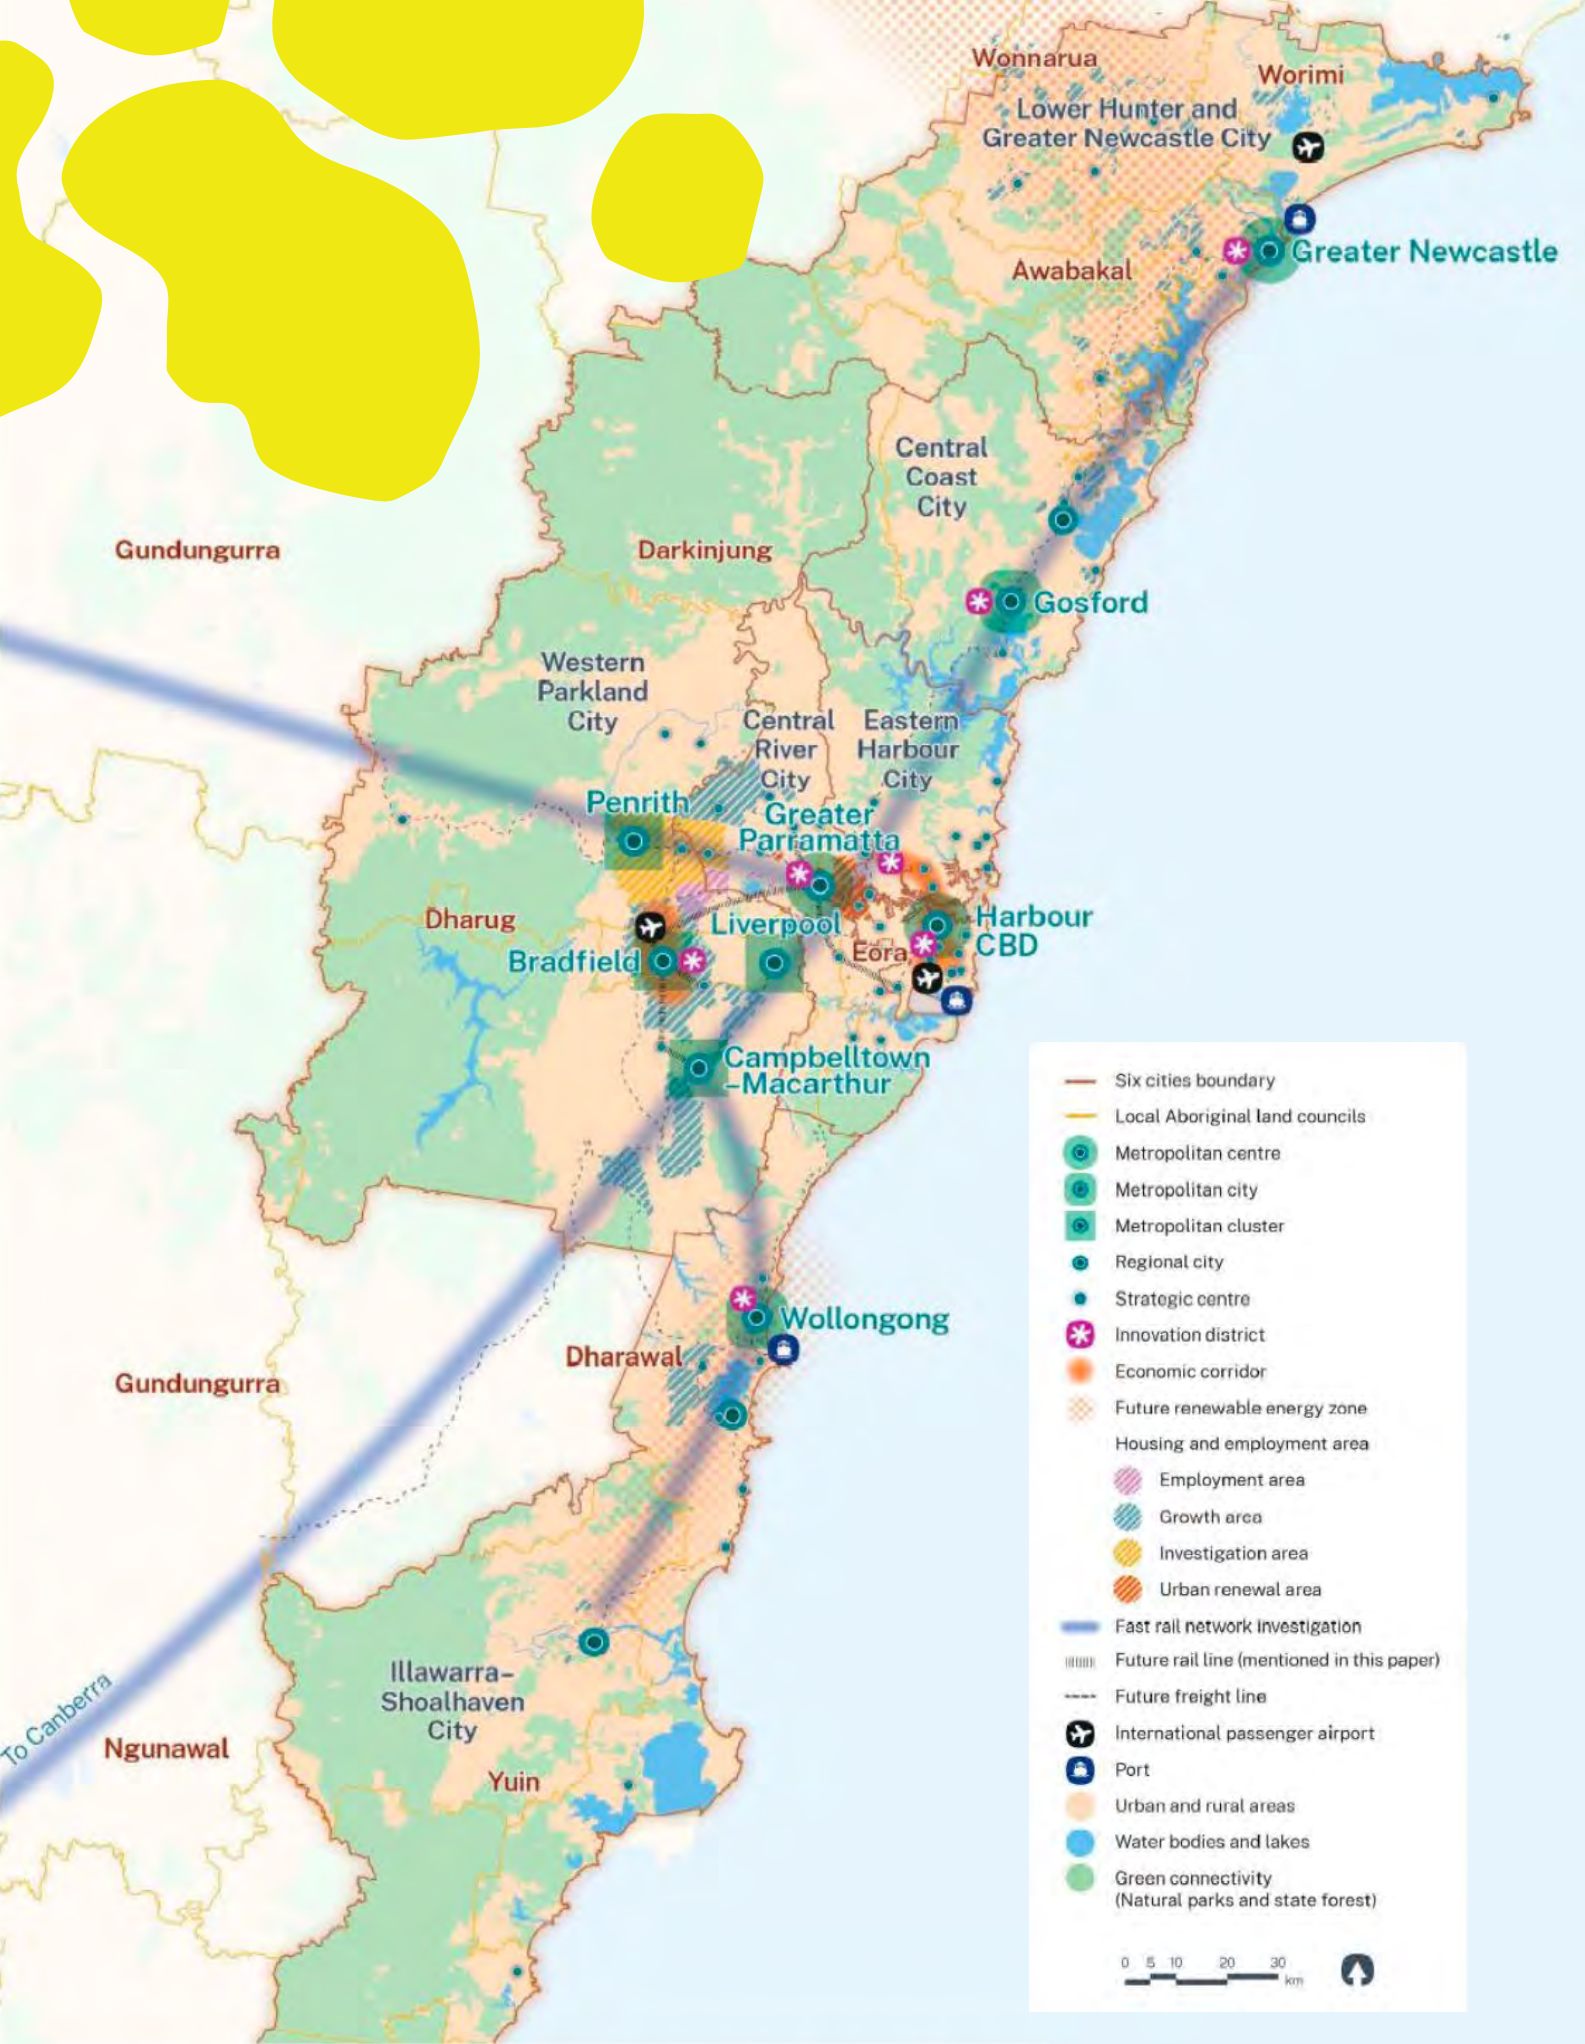 Wonnarua
Worimi
Lower Hunter and
Greater Newcastle City
Greater Newcastle
Awabakal
Central
Coast
City
Gundungurra
Darkinjung
Gosford
Western
Parkland
City
Central
River
City
Eastern
Harbour
City
Penrith
Greater
Parramatta
Dharug
Liverpool
Harbour
CBD
Eora
Bradfield
Campbelltown
–Macarthur
Wollongong
Dharawal
Gundungurra
Illawarra–
Shoalhaven
City
To Canberra
Ngunawal
Yuin
Six cities boundary
Local Aboriginal land councils
Metropolitan centre
Metropolitan city
Metropolitan cluster
Regional city
Strategic centre
Innovation district
Economic corridor
Future renewable energy zone
Housing and employment area
Employment area
Growth area
Investigation area
Urban renewal area
Fast rail network investigation
Future rail line (mentioned in this paper)
Future freight line
International passenger airport
Port
Urban and rural areas
Water bodies and lakes
Green connectivity
(Natural parks and state forest)
0 5 10 20 30
km